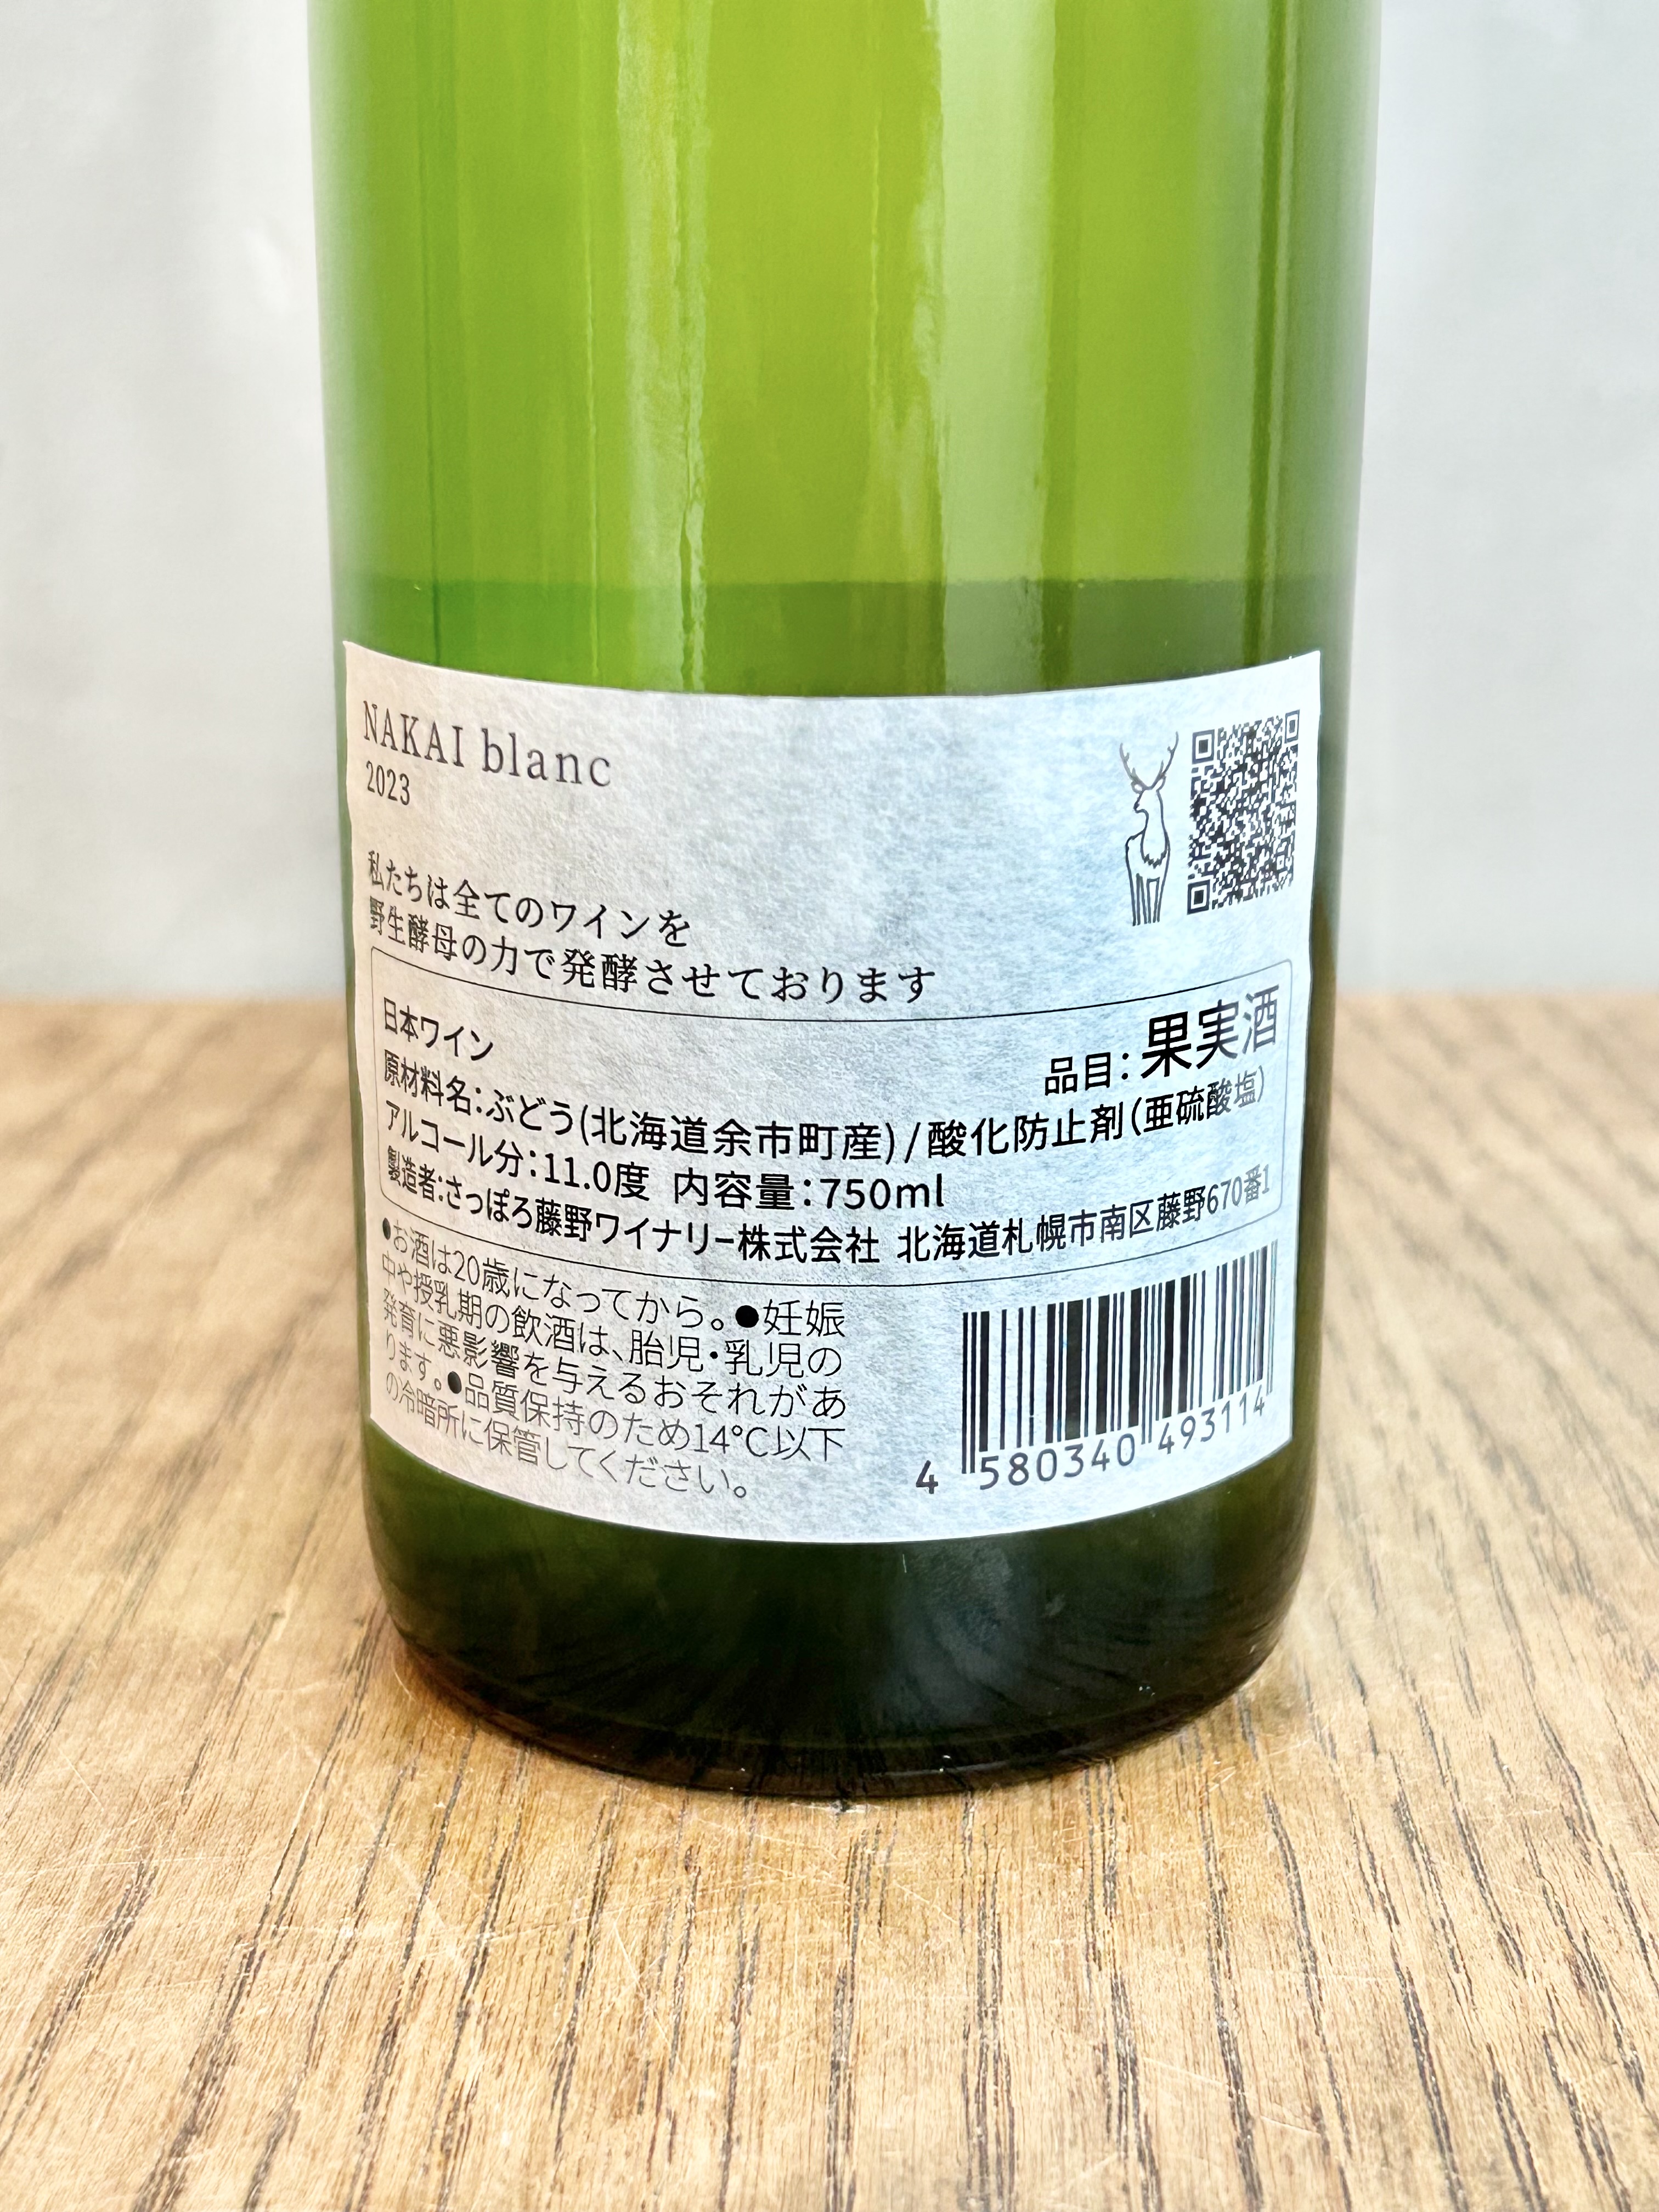 NAKAI blanc
2023
私たちは全てのワインを
野生酵母の力で発酵させております
日本ワイン
品目：果実酒
原材料名：ぶどう(北海道余市町産)/酸化防止剤(亜硫酸塩)
アルコール分：11.0度 内容量：750ml
製造者：さっぽろ藤野ワイナリー株式会社 北海道札幌市南区藤野670番1
●お酒は20歳になってから。●妊娠
中や授乳期の飲酒は、胎児・乳児の
発育に悪影響を与えるおそれがあ
ります。●品質保持のため14℃以下
の冷暗所に保管してください。
4 580340 493114